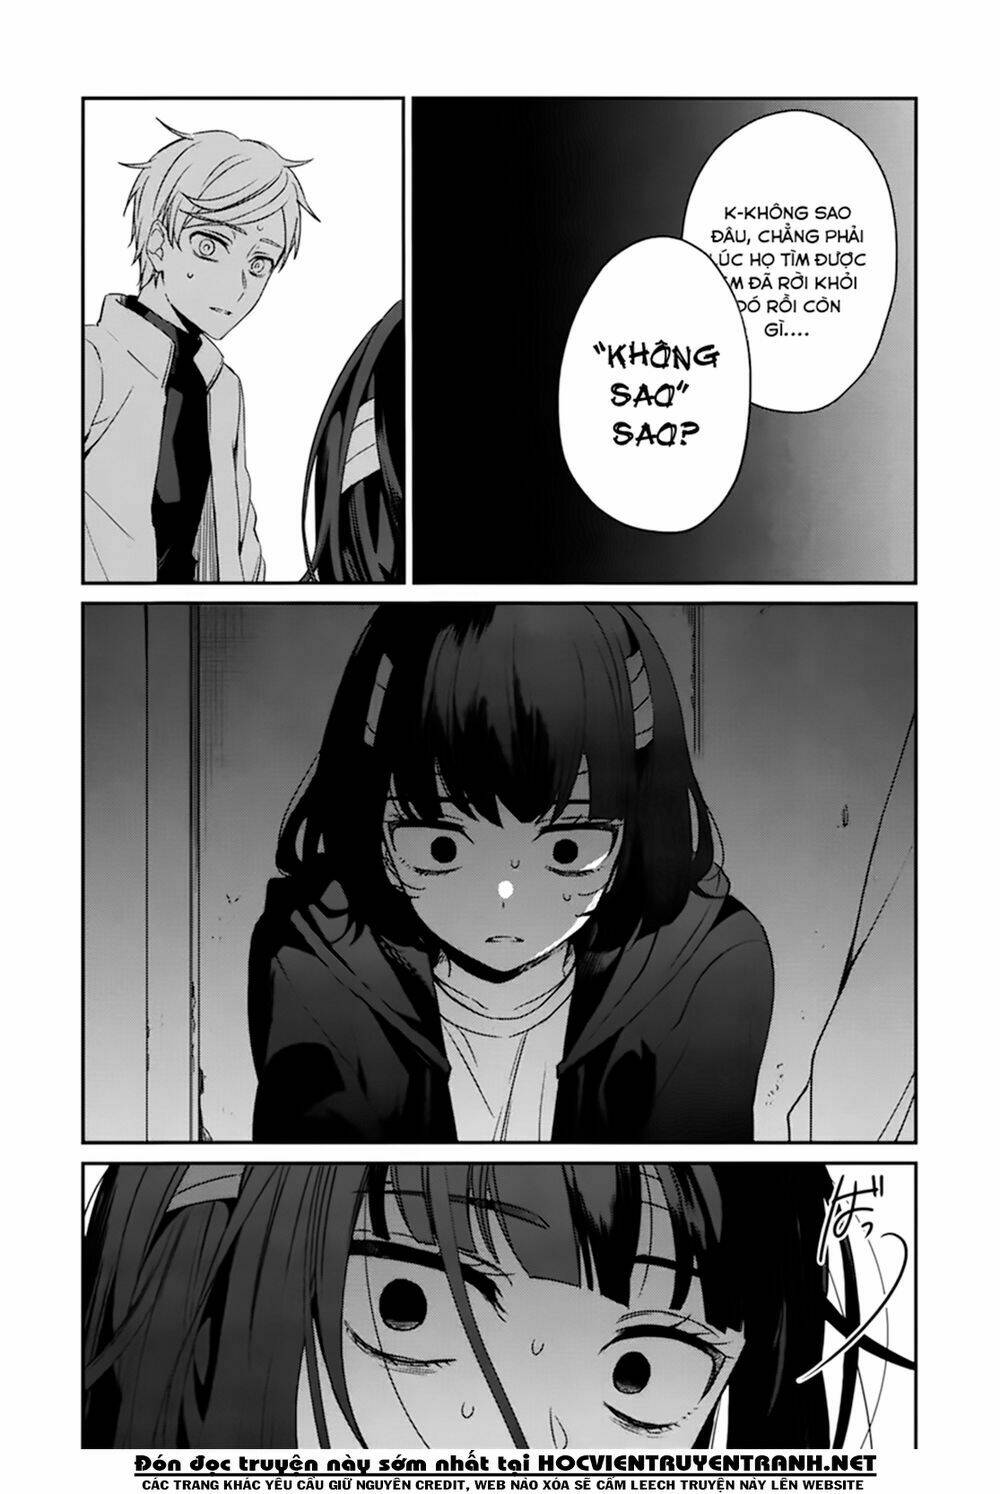 K-KHÔNG SAO
ĐÂU, CHẲNG PHẢI
LÚC HỌ TÌM ĐƯỢC
ĐÃ RỜI KHỎI
ĐÓ RỒI CÒN
GÌ....
"KHÔNG
SAO"
SAO?
ばっ
Đón đọc truyện này sớm nhất tại HOCVIENTRUYENTRANH.NET
CÁC TRANG KHÁC YÊU CẦU GIỮ NGUYÊN CREDIT, WEB NÀO XÓA SẼ CẤM LEECH TRUYỆN NÀY LÊN WEBSITE